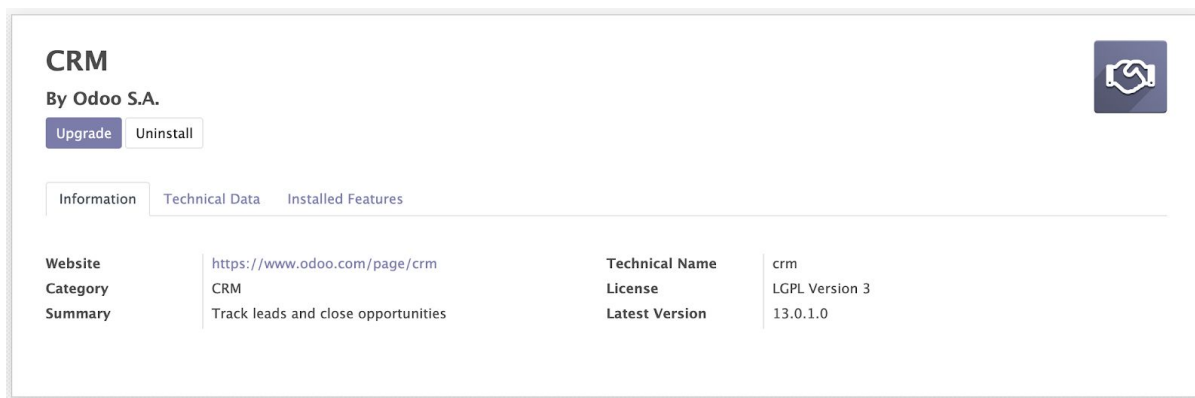 CRM
By Odoo S.A.
Upgrade Uninstall
Information Technical Data Installed Features
Website https://www.odoo.com/page/crm Technical Name crm
Category CRM License LGPL Version 3
Summary Track leads and close opportunities Latest Version 13.0.1.0